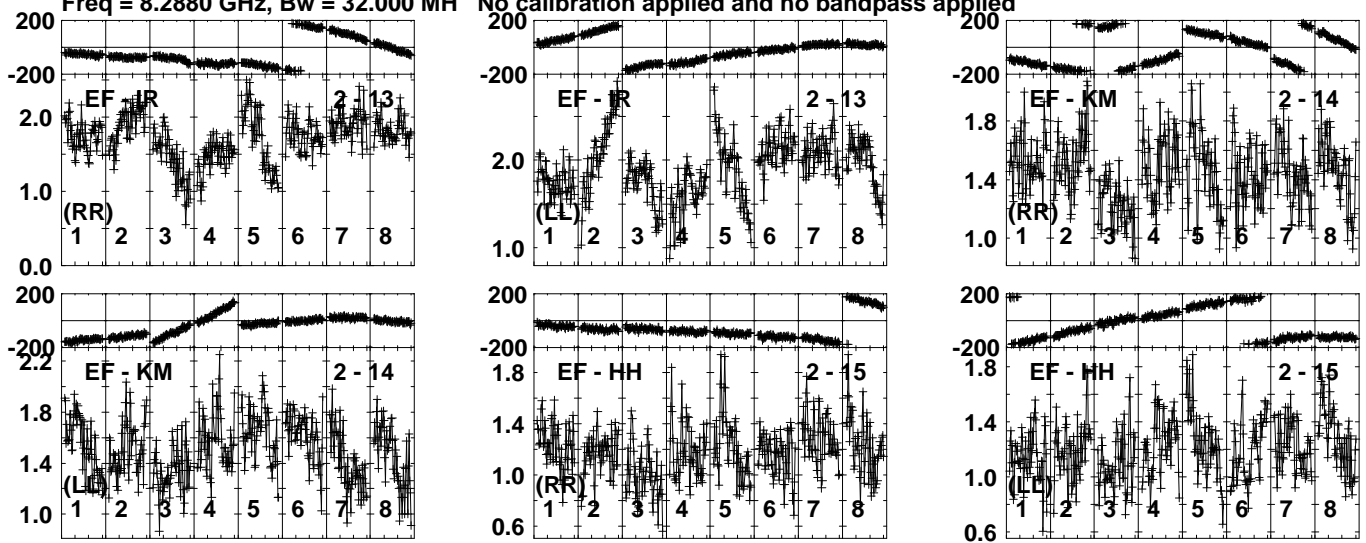 Freq = 8.2880 GHz, Bw = 32.000 MH No calibration applied and no bandpass applied
200
-200
EF - IR 2 - 13
2.0
1.0
(RR)
1 2 3 4 5 6 7 8
0.0
200
-200
EF - IR 2 - 13
2.0
(LL)
1.0
1 2 3 4 5 6 7 8
200
-200
EF - KM 2 - 14
1.8
1.4
(RR)
1.0
1 2 3 4 5 6 7 8
200
-200
2.2
EF - KM 2 - 14
1.8
1.4
(LL)
1.0
1 2 3 4 5 6 7 8
200
-200
EF - HH 2 - 15
1.8
1.4
1.0
(RR)
1 2 3 4 5 6 7 8
0.6
200
-200
EF - HH 2 - 15
1.8
1.4
1.0
(LL)
1 2 3 4 5 6 7 8
0.6